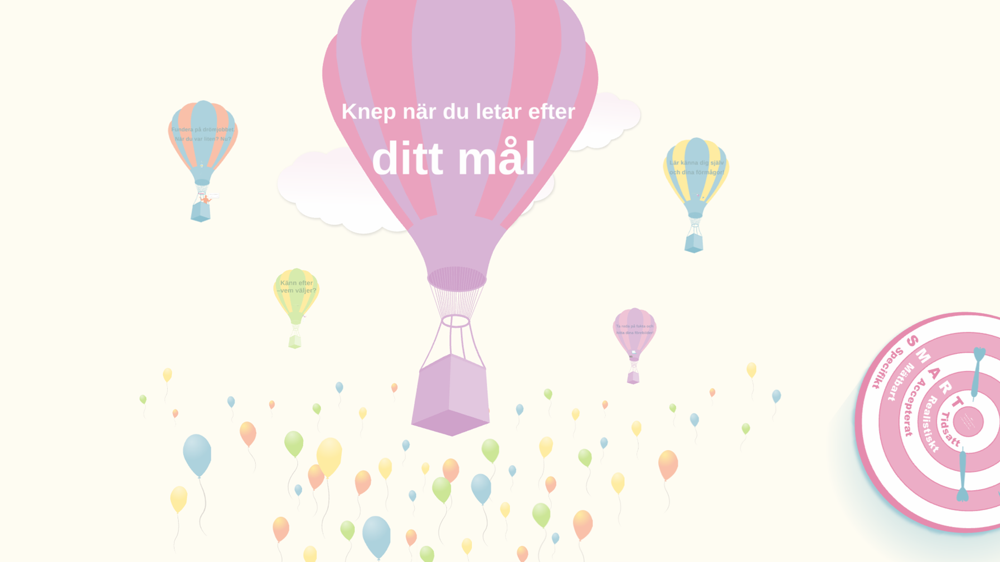 Knep när du letar efter
ditt mål
Fundera på drömjobbet.
När du var liten? Nu?
Lär känna dig själv
och dina förmågor!
Känn efter
–vem väljer?
Ta reda på fakta och
hitta dina förebilder!
S Specifikt
M Mätbart
A Accepterat
R Realistiskt
T Tidsatt